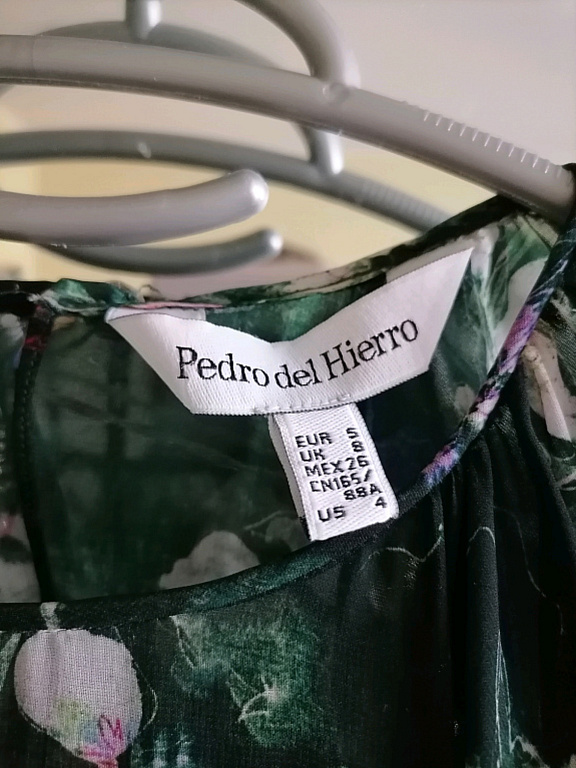 Pedro del Hierro
EUR S
UK 8
MEX 26
CN165/
88A
US 4